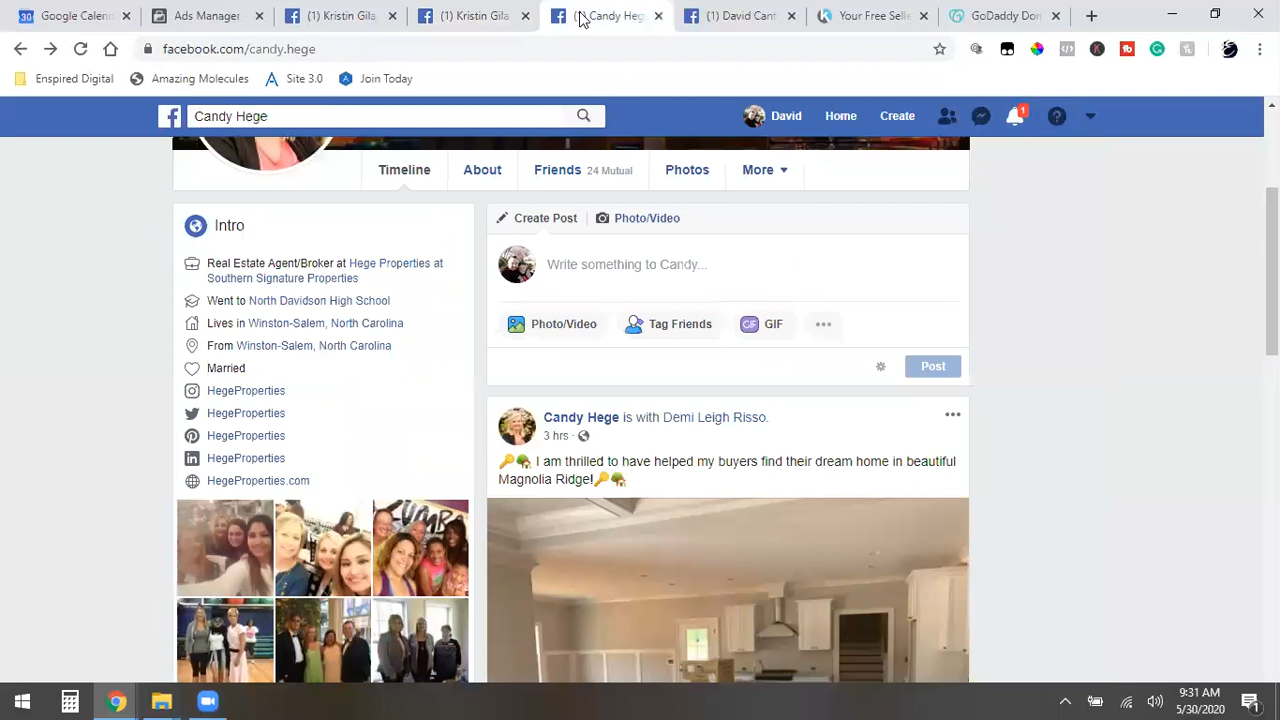 Google Calend
Ads Manager
(1) Kristin Gila
(1) Kristin Gila
Candy Heg
(1) David Cant
Your Free Selle
GoDaddy Dom
facebook.com/candy.hege
Enspired Digital
Amazing Molecules
Site 3.0
Join Today
Candy Hege
David
Home
Create
1
Timeline
About
Friends 24 Mutual
Photos
More
Intro
Real Estate Agent/Broker at Hege Properties at
Southern Signature Properties
Went to North Davidson High School
Lives in Winston-Salem, North Carolina
From Winston-Salem, North Carolina
Married
HegeProperties
HegeProperties
HegeProperties
HegeProperties
HegeProperties.com
Create Post
Photo/Video
Write something to Candy...
Photo/Video
Tag Friends
GIF
Post
Candy Hege is with Demi Leigh Risso.
3 hrs ·
I am thrilled to have helped my buyers find their dream home in beautiful
Magnolia Ridge!
9:31 AM
5/30/2020